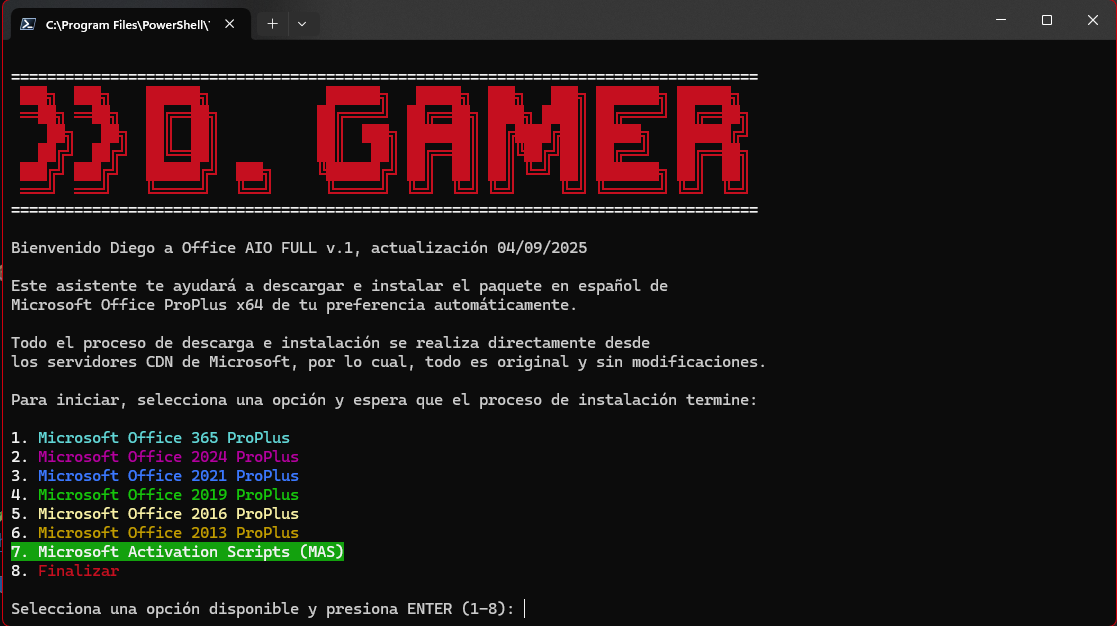 C:\Program Files\PowerShell\
================================================================
>>D. GAMER
================================================================
Bienvenido Diego a Office AIO FULL v.1, actualización 04/09/2025
Este asistente te ayudará a descargar e instalar el paquete en español de
Microsoft Office ProPlus x64 de tu preferencia automáticamente.
Todo el proceso de descarga e instalación se realiza directamente desde
los servidores CDN de Microsoft, por lo cual, todo es original y sin modificaciones.
Para iniciar, selecciona una opción y espera que el proceso de instalación termine:
1. Microsoft Office 365 ProPlus
2. Microsoft Office 2024 ProPlus
3. Microsoft Office 2021 ProPlus
4. Microsoft Office 2019 ProPlus
5. Microsoft Office 2016 ProPlus
6. Microsoft Office 2013 ProPlus
7. Microsoft Activation Scripts (MAS)
8. Finalizar
Selecciona una opción disponible y presiona ENTER (1-8):